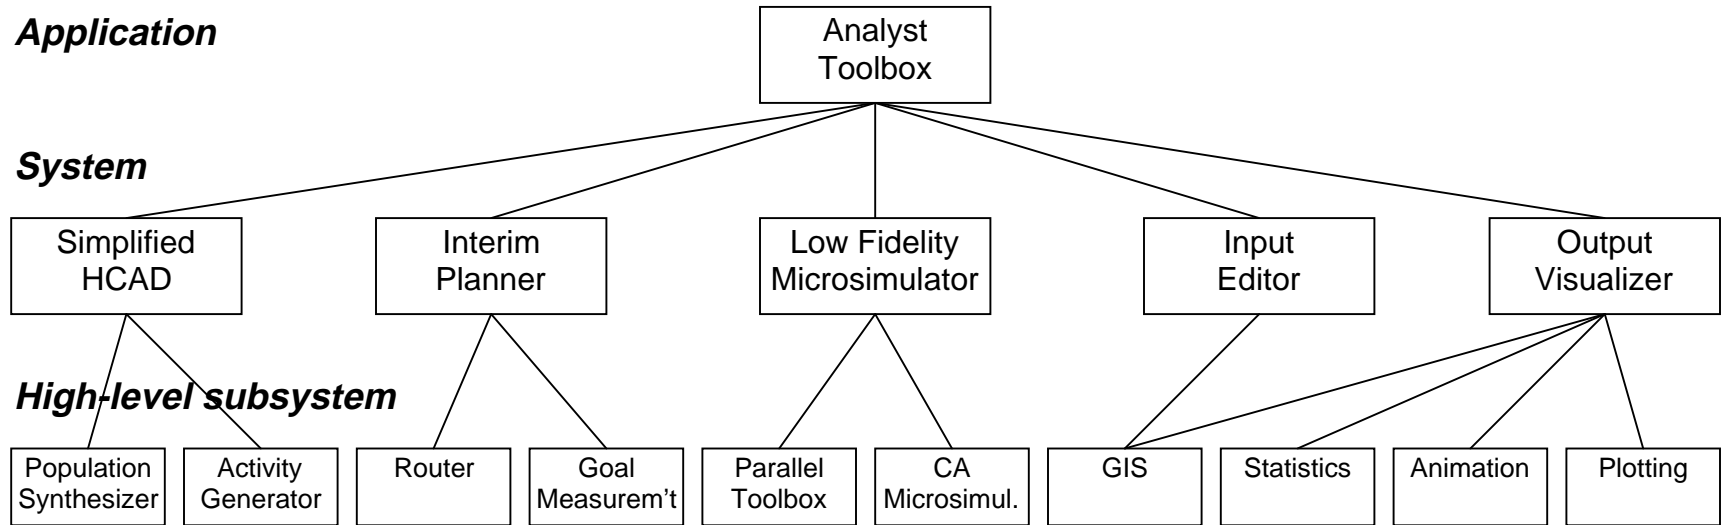 Application
Analyst
Toolbox
System
Simplified
HCAD
Interim
Planner
Low Fidelity
Microsimulator
Input
Editor
Output
Visualizer
High-level subsystem
Population
Synthesizer
Activity
Generator
Router
Goal
Measurem’t
Parallel
Toolbox
CA
Microsimul.
GIS
Statistics
Animation
Plotting